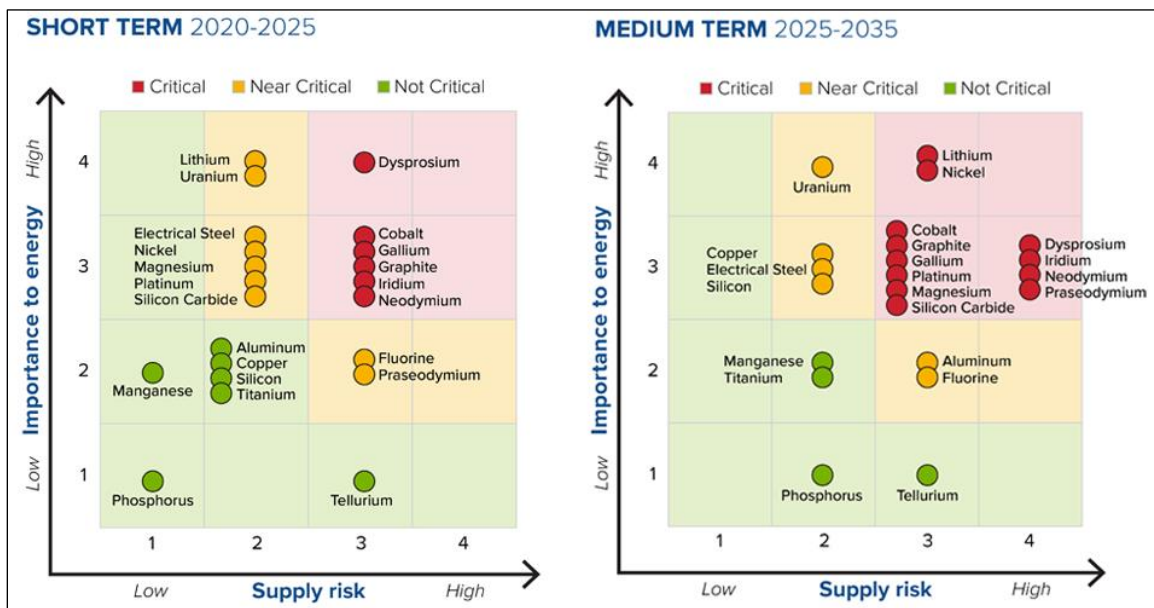 SHORT TERM 2020-2025
Critical
Near Critical
Not Critical
High
Importance to energy
Low
4
3
2
1
Lithium
Uranium
Dysprosium
Electrical Steel
Nickel
Magnesium
Platinum
Silicon Carbide
Cobalt
Gallium
Graphite
Iridium
Neodymium
Manganese
Aluminum
Copper
Silicon
Titanium
Fluorine
Praseodymium
Phosphorus
Tellurium
1
2
3
4
Low
Supply risk
High
MEDIUM TERM 2025-2035
Critical
Near Critical
Not Critical
High
Importance to energy
Low
4
3
2
1
Uranium
Lithium
Nickel
Copper
Electrical Steel
Silicon
Cobalt
Graphite
Gallium
Platinum
Magnesium
Silicon Carbide
Dysprosium
Iridium
Neodymium
Praseodymium
Manganese
Titanium
Aluminum
Fluorine
Phosphorus
Tellurium
1
2
3
4
Low
Supply risk
High